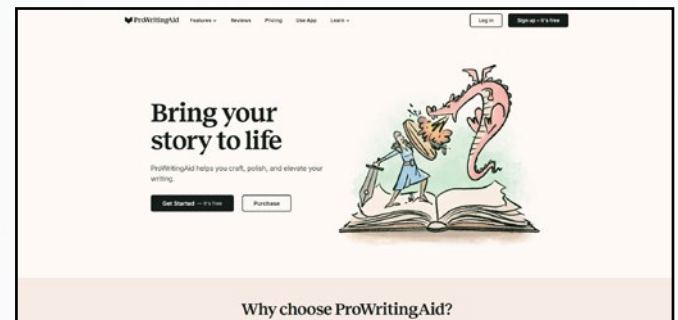 ProWritingAid Features Reviews Pricing Use App Learn Log in Sign up – it's free
Bring your
story to life
ProWritingAid helps you craft, polish, and elevate your
writing.
Get Started — it's free Purchase
Why choose ProWritingAid?